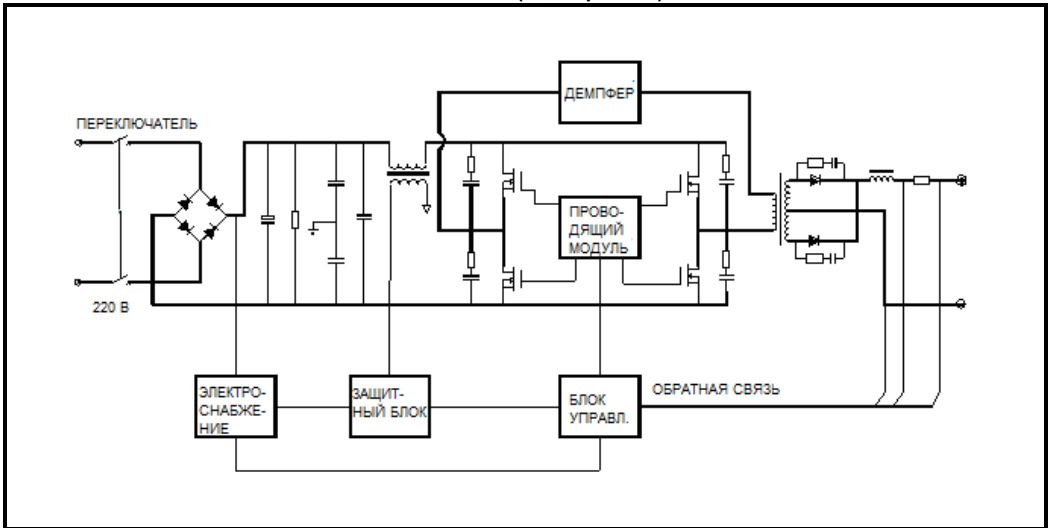 ДЕМПФЕР
ПЕРЕКЛЮЧАТЕЛЬ
ПРОВО-
ДЯЩИЙ
МОДУЛЬ
220 В
ЭЛЕКТРО-
СНАБЖЕ-
НИЕ
ЗАЩИТ-
НЫЙ БЛОК
БЛОК
УПРАВЛ.
ОБРАТНАЯ СВЯЗЬ